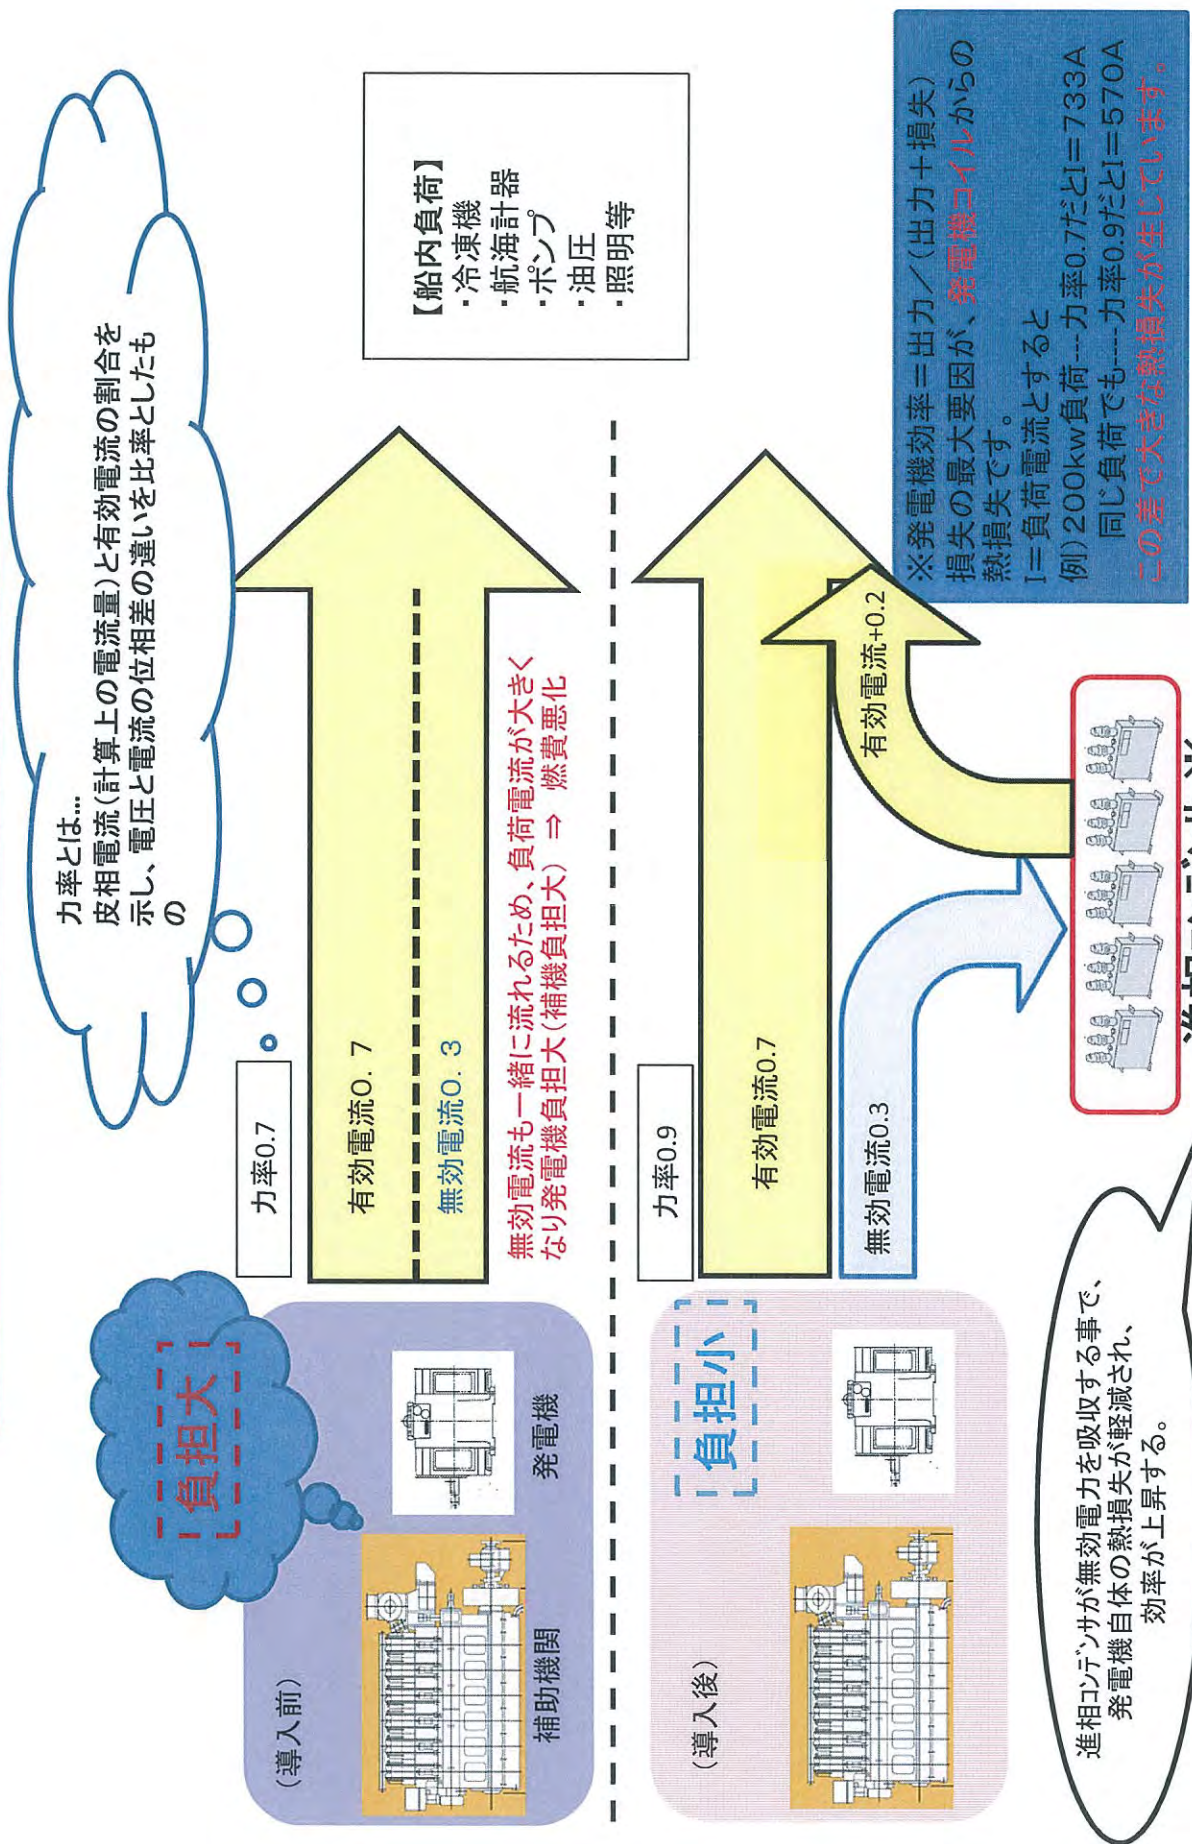 力率とは...
皮相電流(計算上の電流量)と有効電流の割合を
示し、電圧と電流の位相差の違いを比率としたも
の
(導入前)
負担大
補助機関
発電機
力率0.7
有効電流0.7
無効電流0.3
無効電流も一緒に流れるため、負荷電流が大きく
なり発電機負担大(補機負担大) ⇒ 燃費悪化
【船内負荷】
・冷凍機
・航海計器
・ポンプ
・油圧
・照明等
(導入後)
負担小
力率0.9
有効電流0.7
無効電流0.3
有効電流+0.2
進相コンデンサが無効電力を吸収する事で、
発電機自体の熱損失が軽減され、
効率が上昇する。
※発電機効率=出力/(出力+損失)
損失の最大要因が、発電機コイルからの
熱損失です。
I=負荷電流とすると
例)200kw負荷---力率0.7だとI=733A
同じ負荷でも----力率0.9だとI=570A
この差で大きな熱損失が生じています。